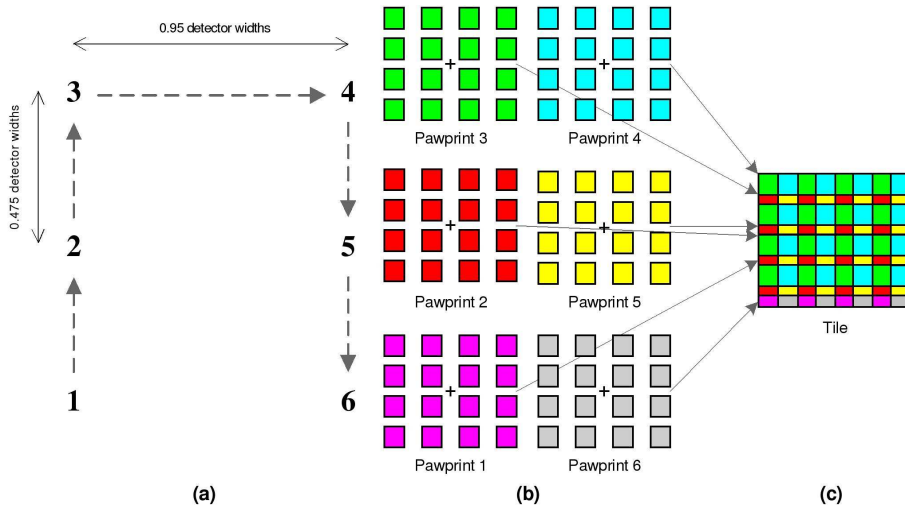 0.95 detector widths
0.475 detector widths
3
4
2
5
1
6
+
+
Pawprint 3
Pawprint 4
+
+
Pawprint 2
Pawprint 5
+
+
Pawprint 1
Pawprint 6
Tile
(a)
(b)
(c)